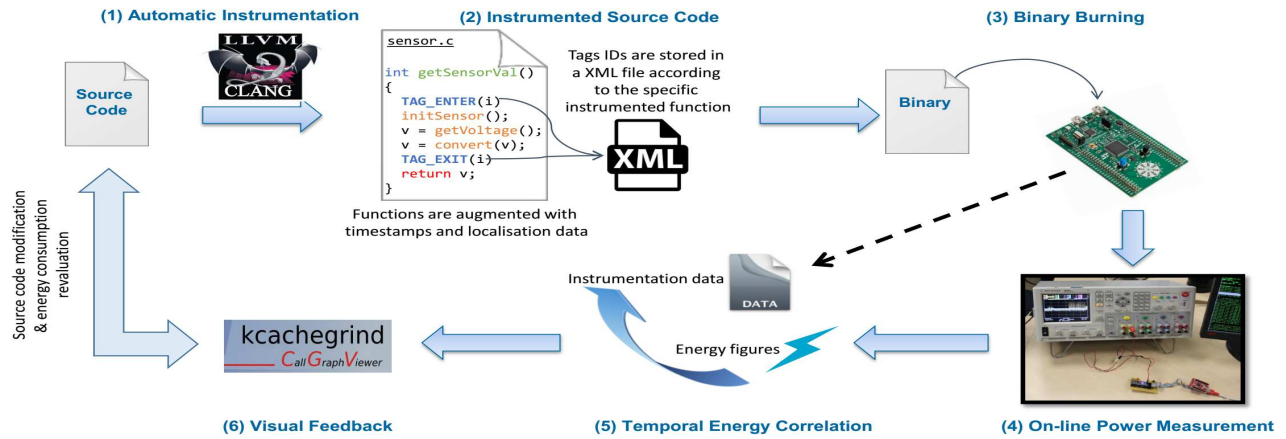 (1) Automatic Instrumentation
(2) Instrumented Source Code
(3) Binary Burning
LLVM
CLANG
Source
Code
sensor.c
int getSensorVal()
{
TAG_ENTER(i)
initSensor();
v = getVoltage();
v = convert(v);
TAG_EXIT(i)
return v;
}
Tags IDs are stored in
a XML file according
to the specific
instrumented function
XML
Binary
Functions are augmented with
timestamps and localisation data
Source code modification
& energy consumption
revaluation
Instrumentation data
DATA
Energy figures
kcachegrind
Call Graph Viewer
(6) Visual Feedback
(5) Temporal Energy Correlation
(4) On-line Power Measurement